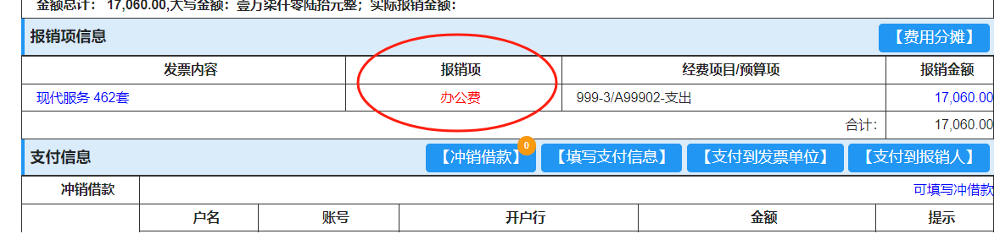 金额总计： 17,060.00,大写金额：壹万柒仟零陆拾元整；实际报销金额：
报销项信息 【费用分摊】
发票内容 报销项 经费项目/预算项 报销金额
现代服务 462套 办公费 999-3/A99902-支出 17,060.00
合计： 17,060.00
支付信息 【冲销借款】 0 【填写支付信息】 【支付到发票单位】 【支付到报销人】
冲销借款 可填写冲借款
户名 账号 开户行 金额 提示